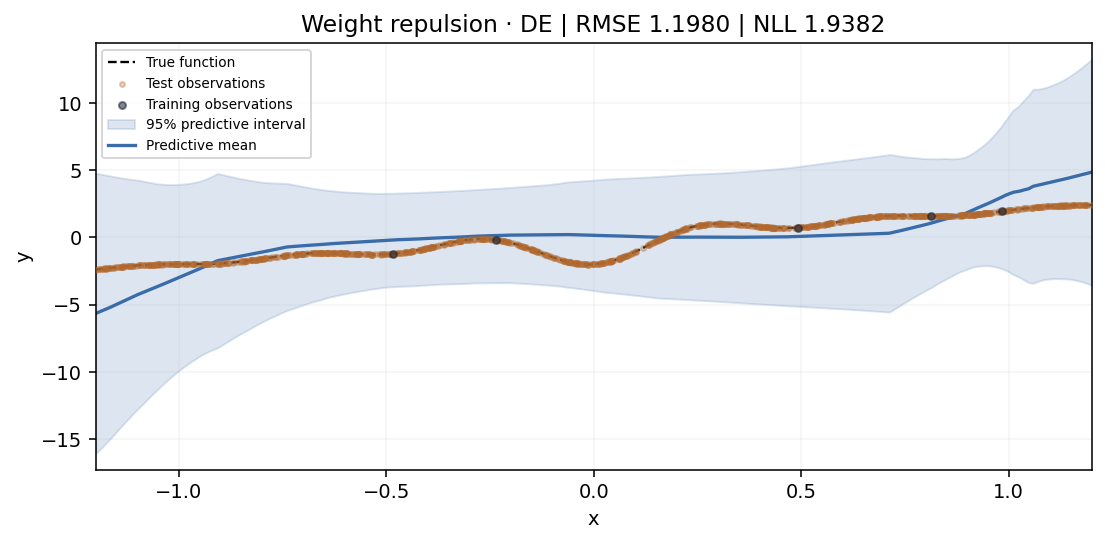 Weight repulsion · DE | RMSE 1.1980 | NLL 1.9382
True function
Test observations
Training observations
95% predictive interval
Predictive mean
10
5
0
−5
−10
−15
y
−1.0
−0.5
0.0
0.5
1.0
x